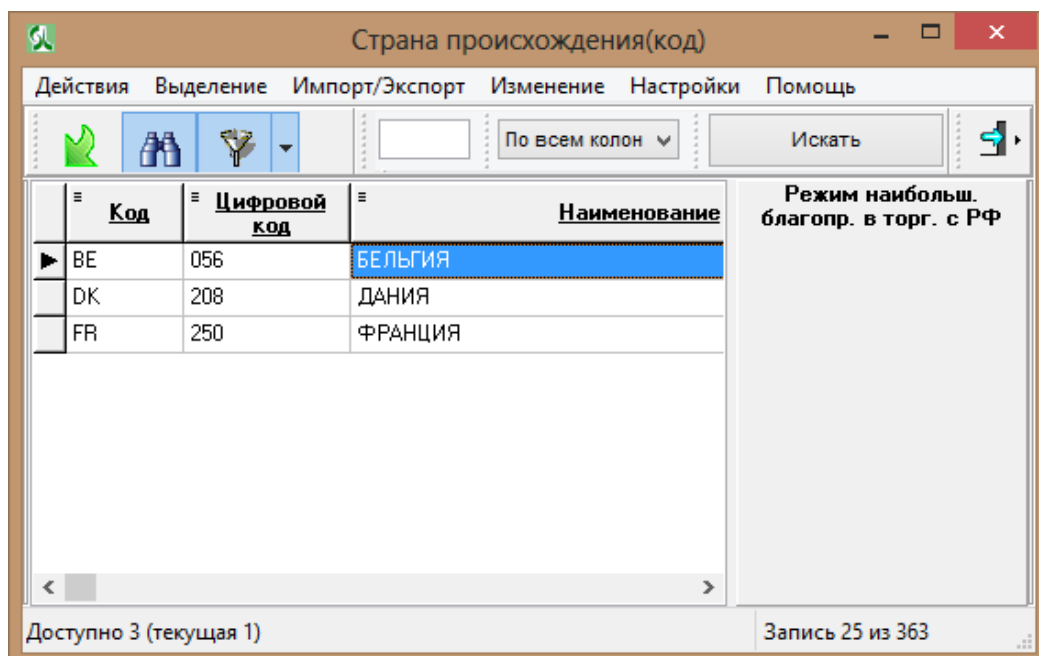 Страна происхождения(код)
Действия Выделение Импорт/Экспорт Изменение Настройки Помощь
По всем колон Искать
Код Цифровой код Наименование
BE 056 БЕЛЬГИЯ
DK 208 ДАНИЯ
FR 250 ФРАНЦИЯ
Режим наибольш.
благопр. в торг. с РФ
Доступно 3 (текущая 1) Запись 25 из 363